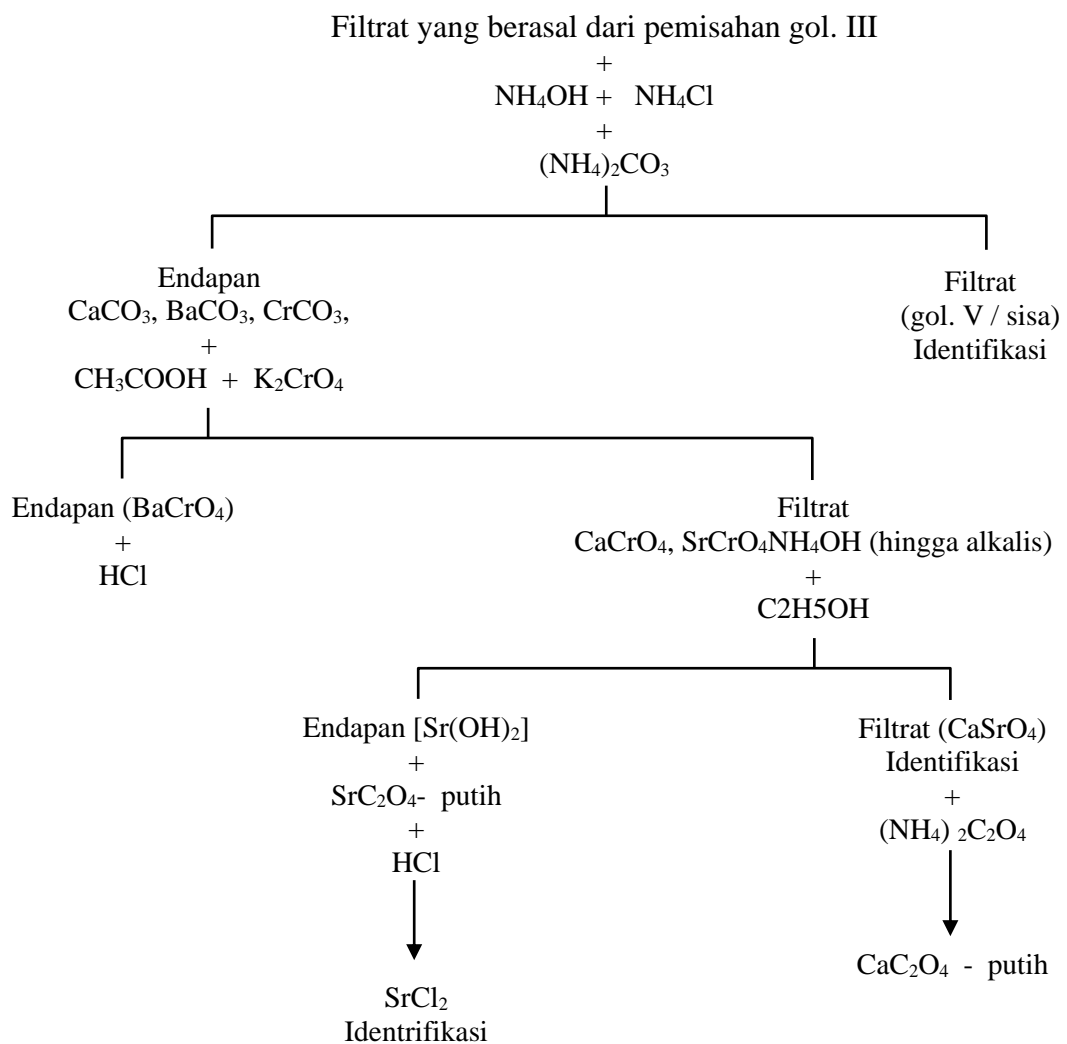 Filtrat yang berasal dari pemisahan gol. III
+
NH₄OH + NH₄Cl
+
(NH₄)₂CO₃
Endapan
CaCO₃, BaCO₃, CrCO₃,
+
CH₃COOH + K₂CrO₄
Filtrat
(gol. V / sisa)
Identifikasi
Endapan (BaCrO₄)
+
HCl
Filtrat
CaCrO₄, SrCrO₄NH₄OH (hingga alkalis)
+
C2H5OH
Endapan [Sr(OH)₂]
+
SrC₂O₄- putih
+
HCl
SrCl₂
Identrifikasi
Filtrat (CaSrO₄)
Identifikasi
+
(NH₄) ₂C₂O₄
CaC₂O₄ - putih